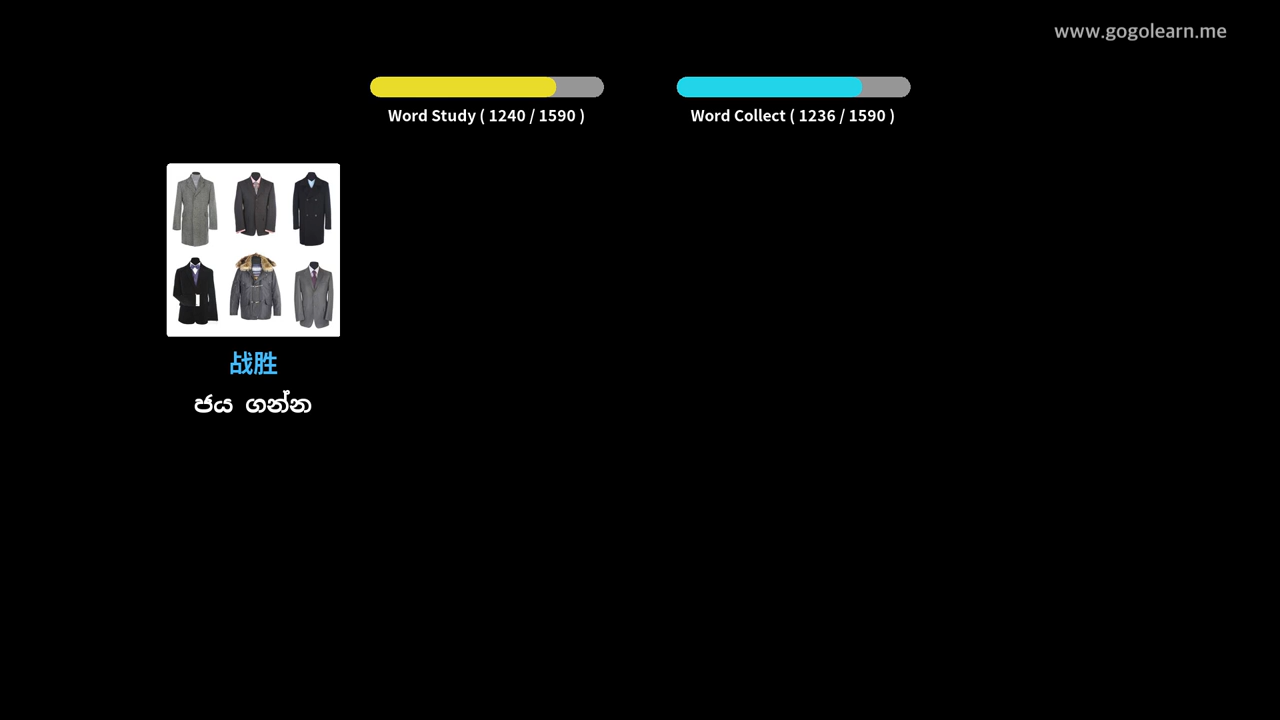 www.gogolearn.me
Word Study ( 1240 / 1590 )
Word Collect ( 1236 / 1590 )
战胜
ජය ගන්න